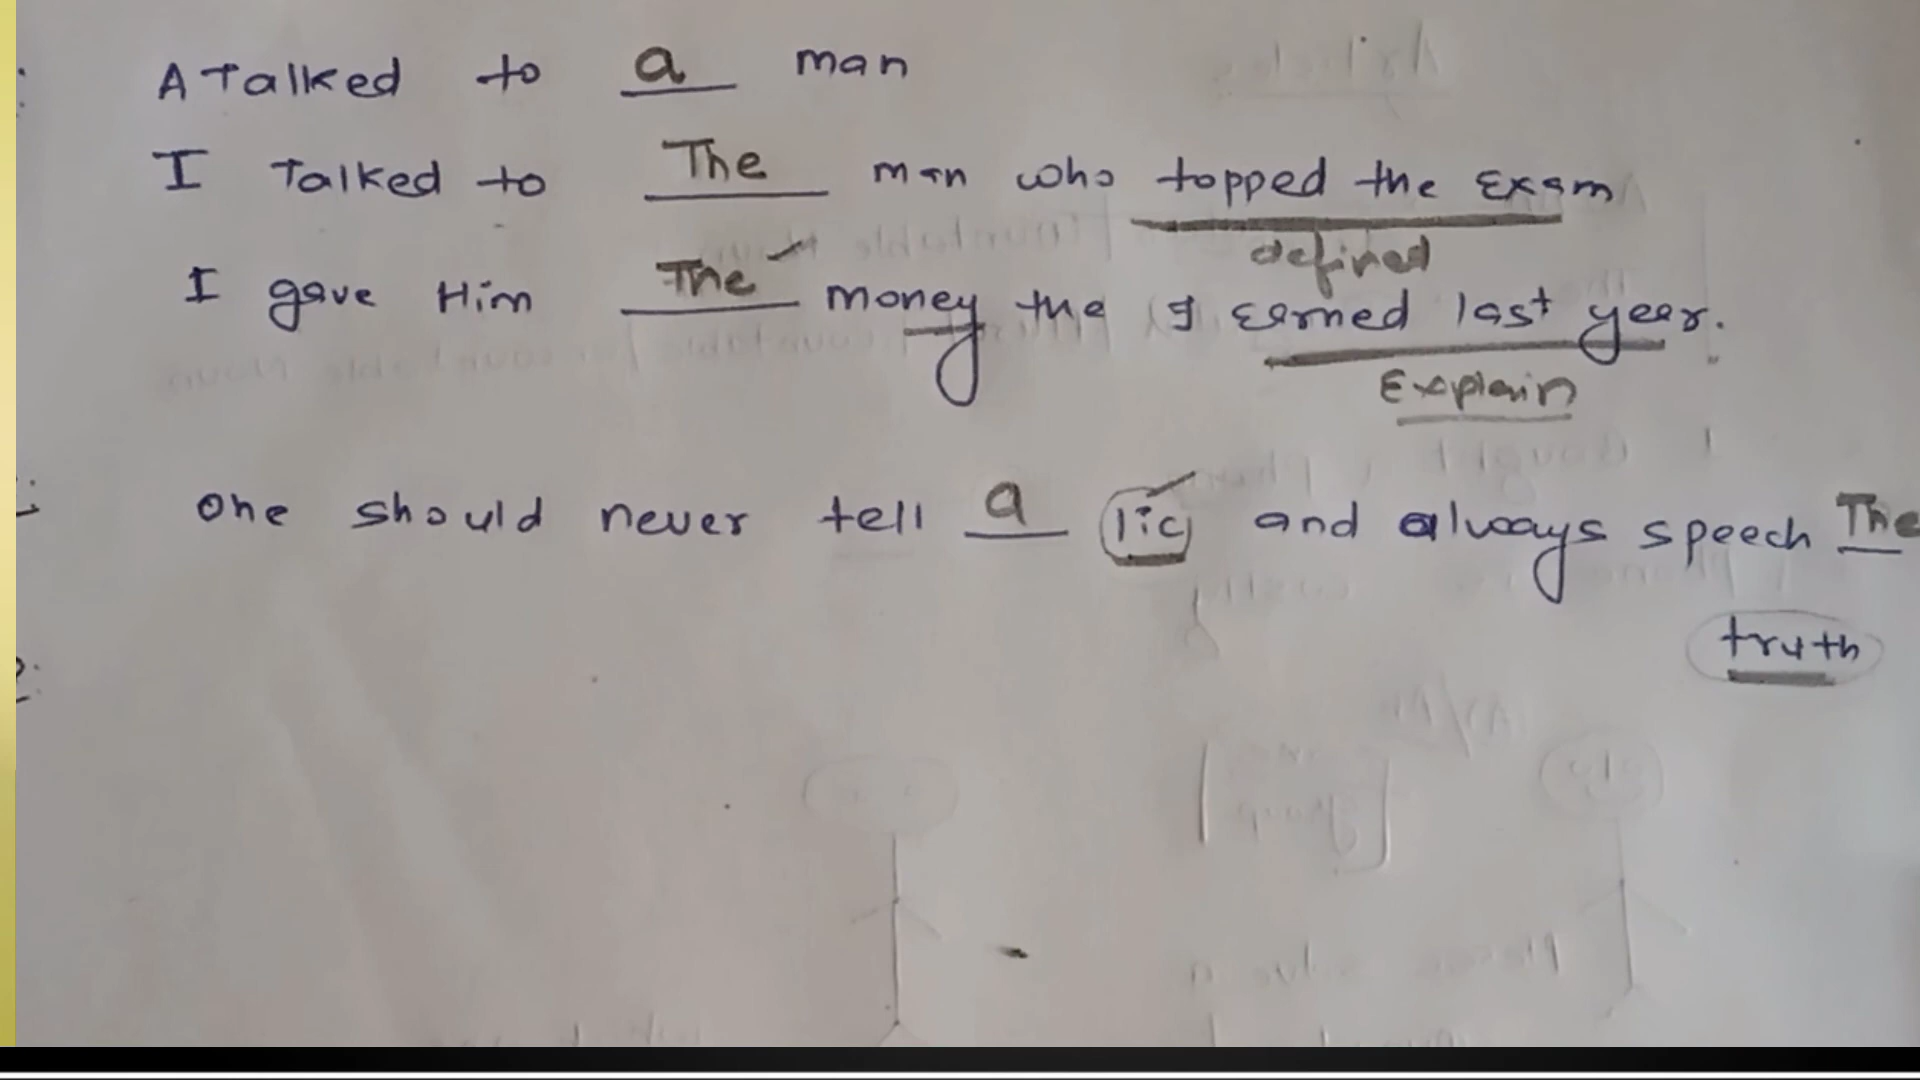 A Talked to a man
I Talked to The man who topped the Exam
defined
I gave Him The money the I earned last year.
Explain
One should never tell a lie and always speech The
truth